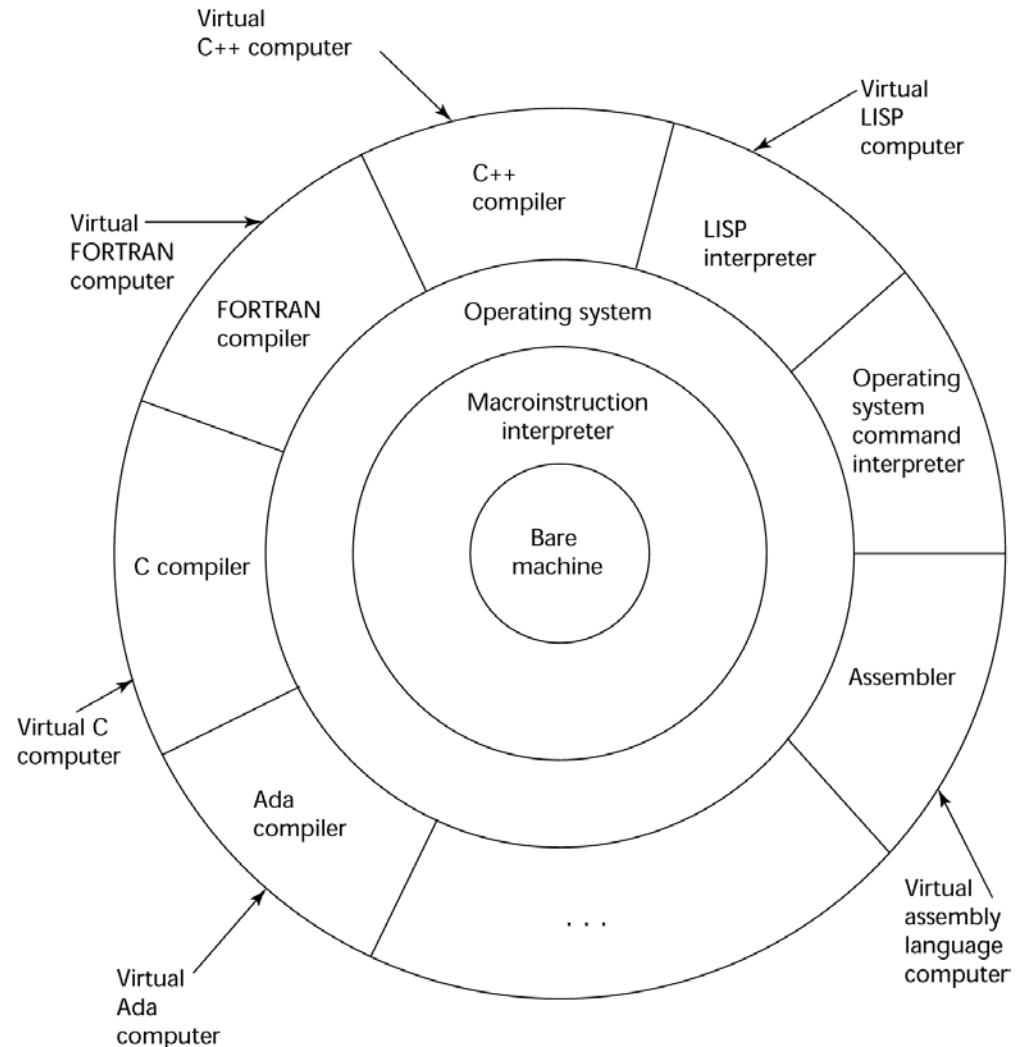 Virtual
C++ computer
Virtual
LISP
computer
C++
compiler
Virtual
FORTRAN
computer
LISP
interpreter
FORTRAN
compiler
Operating system
Operating
system
command
interpreter
Macroinstruction
interpreter
Bare
machine
C compiler
Assembler
Virtual C
computer
Ada
compiler
. . .
Virtual
assembly
language
computer
Virtual
Ada
computer